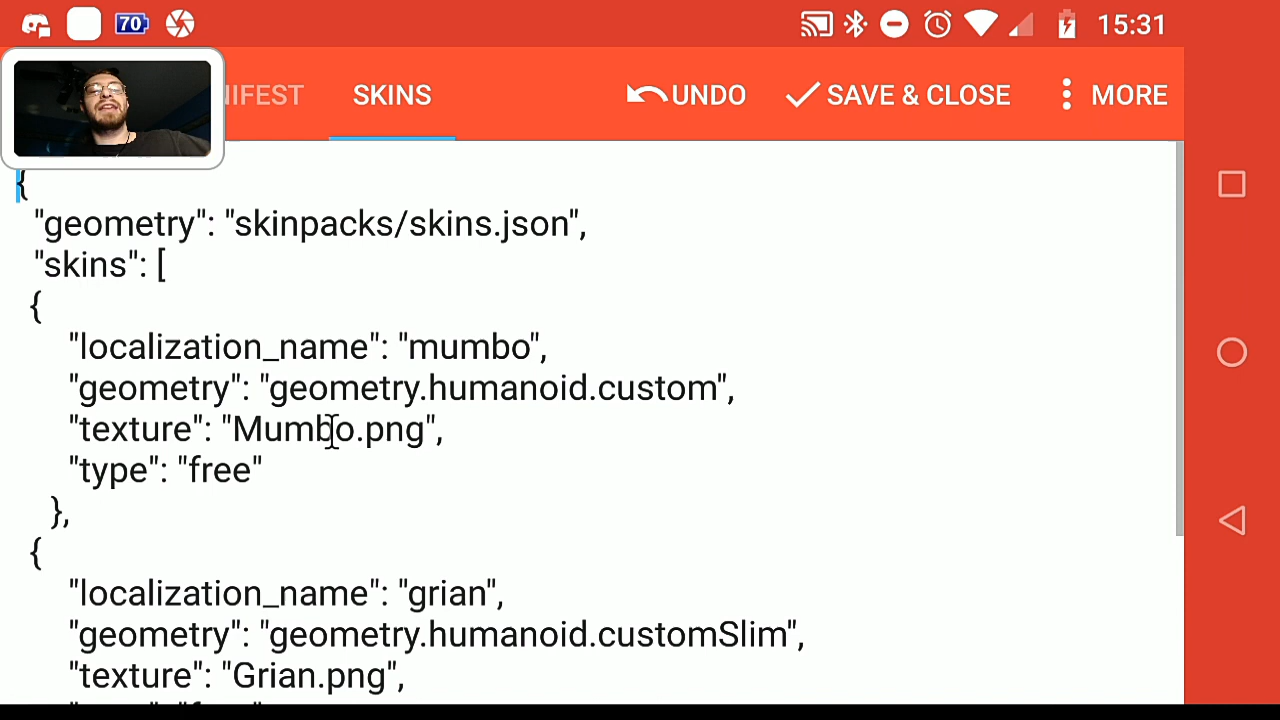 70 15:31
NIFEST SKINS UNDO SAVE & CLOSE MORE
{
"geometry": "skinpacks/skins.json",
"skins": [
{
"localization_name": "mumbo",
"geometry": "geometry.humanoid.custom",
"texture": "Mumbo.png",
"type": "free"
},
{
"localization_name": "grian",
"geometry": "geometry.humanoid.customSlim",
"texture": "Grian.png",